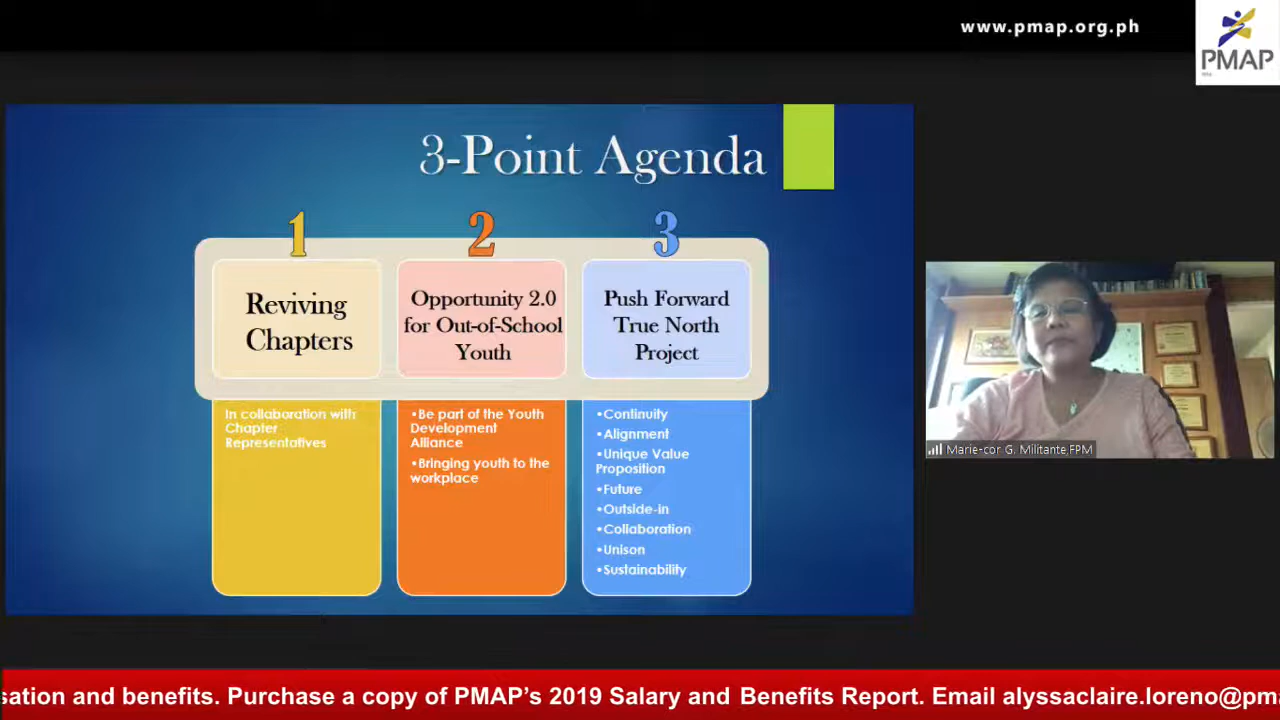 www.pmap.org.ph
PMAP
3-Point Agenda
1
Reviving
Chapters
In collaboration with
Chapter
Representatives
2
Opportunity 2.0
for Out-of-School
Youth
•Be part of the Youth
Development
Alliance
•Bringing youth to the
workplace
3
Push Forward
True North
Project
•Continuity
•Alignment
•Unique Value
Proposition
•Future
•Outside-in
•Collaboration
•Unison
•Sustainability
Marie-cor G. Militante,FPM
sation and benefits. Purchase a copy of PMAP's 2019 Salary and Benefits Report. Email alyssaclaire.loreno@pma